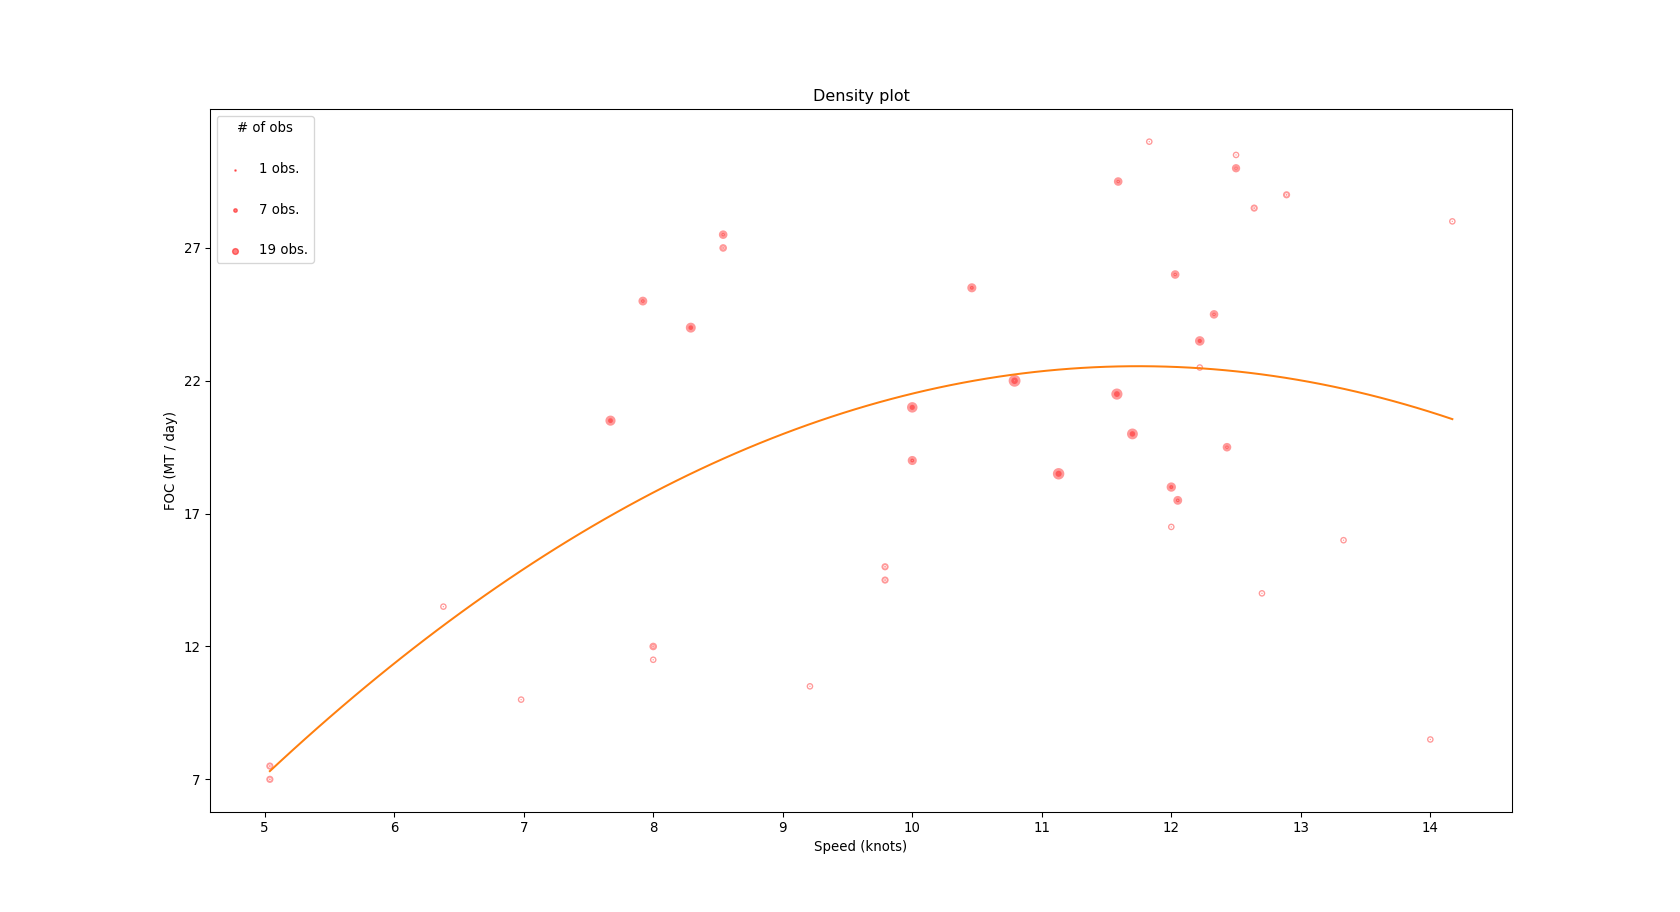 Density plot
# of obs
1 obs.
7 obs.
19 obs.
27
22
17
12
7
FOC (MT / day)
5 6 7 8 9 10 11 12 13 14
Speed (knots)